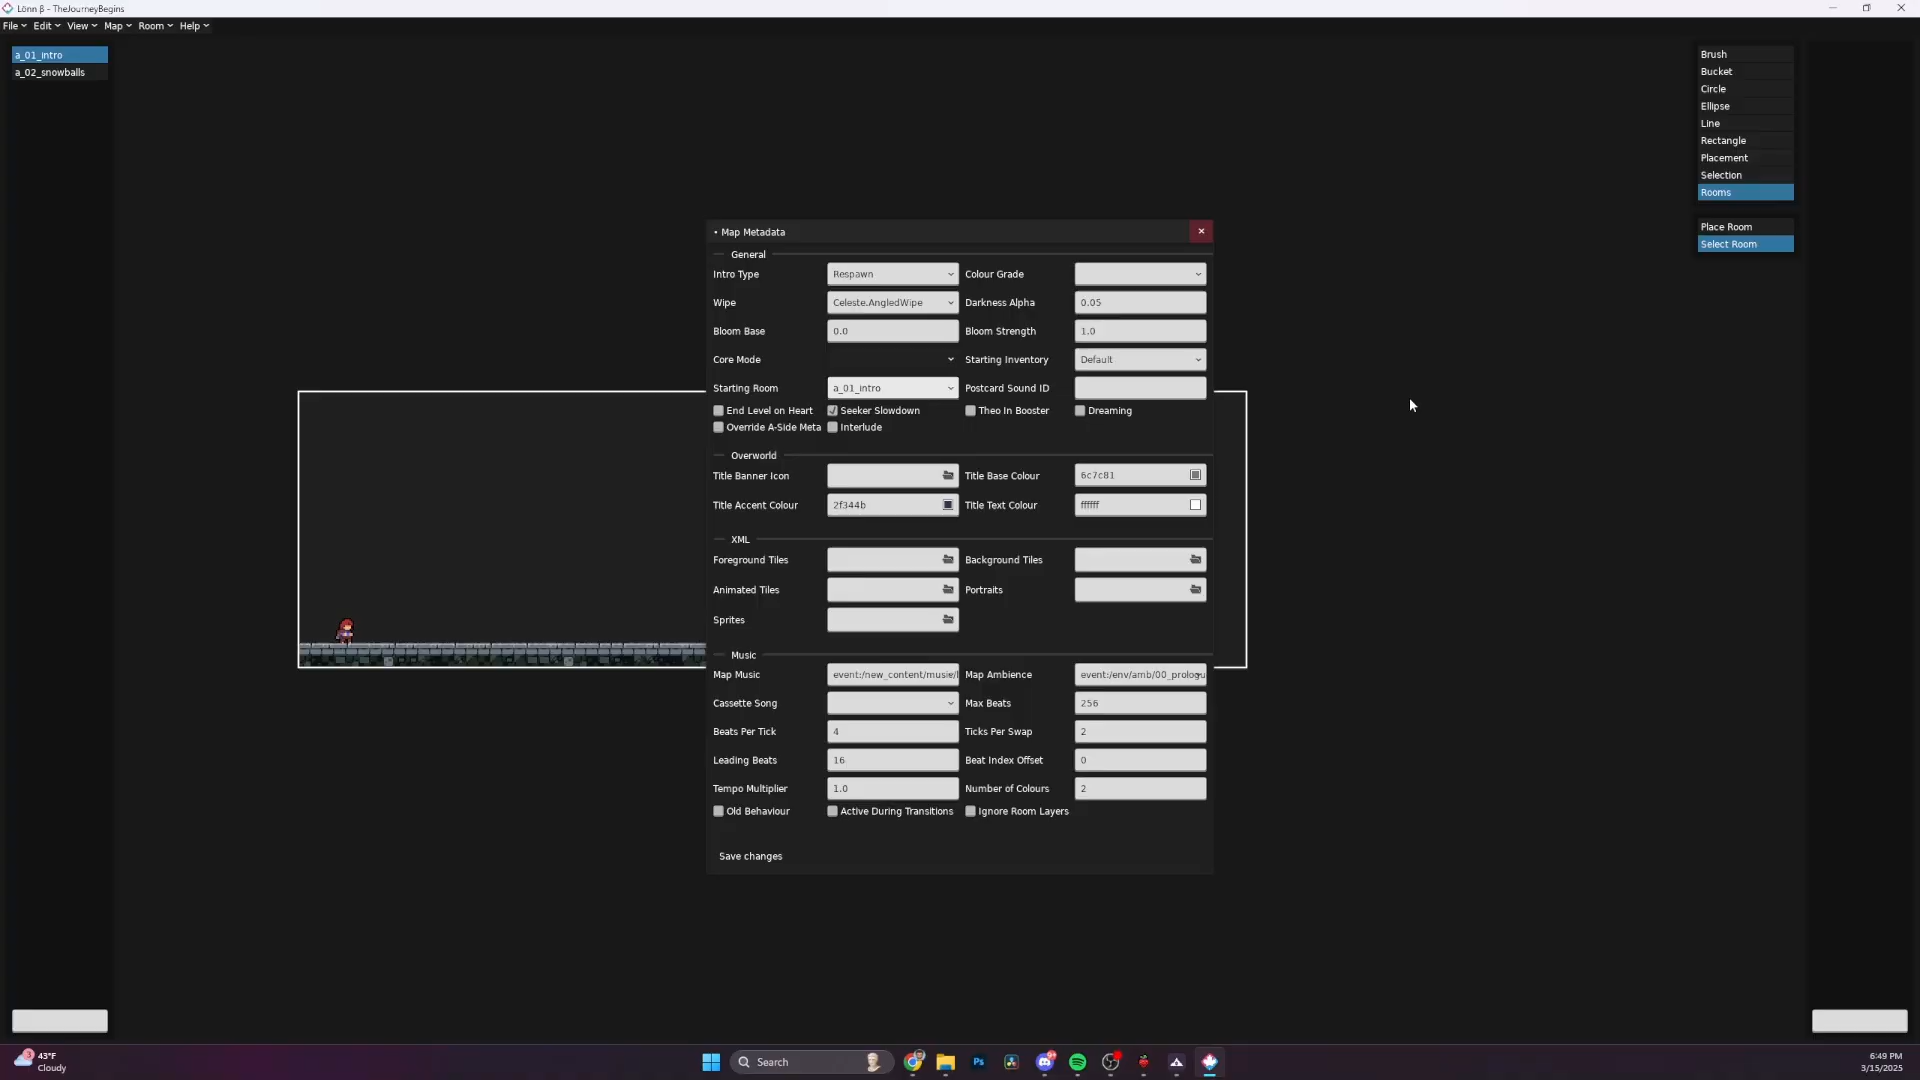 Lönn β - TheJourneyBegins
File Edit View Map Room Help
a_01_intro
a_02_snowballs
Brush
Bucket
Circle
Ellipse
Line
Rectangle
Placement
Selection
Rooms
Place Room
Select Room
• Map Metadata
General
Intro Type Respawn Colour Grade
Wipe Celeste.AngledWipe Darkness Alpha 0.05
Bloom Base 0.0 Bloom Strength 1.0
Core Mode Starting Inventory Default
Starting Room a_01_intro Postcard Sound ID
End Level on Heart Seeker Slowdown Theo In Booster Dreaming
Override A-Side Meta Interlude
Overworld
Title Banner Icon Title Base Colour 6c7c81
Title Accent Colour 2f344b Title Text Colour ffffff
XML
Foreground Tiles Background Tiles
Animated Tiles Portraits
Sprites
Music
Map Music event:/new_content/music/l Map Ambience event:/env/amb/00_prologu
Cassette Song Max Beats 256
Beats Per Tick 4 Ticks Per Swap 2
Leading Beats 16 Beat Index Offset 0
Tempo Multiplier 1.0 Number of Colours 2
Old Behaviour Active During Transitions Ignore Room Layers
Save changes
43°F
Cloudy
Search
Ps
6:49 PM
3/15/2025